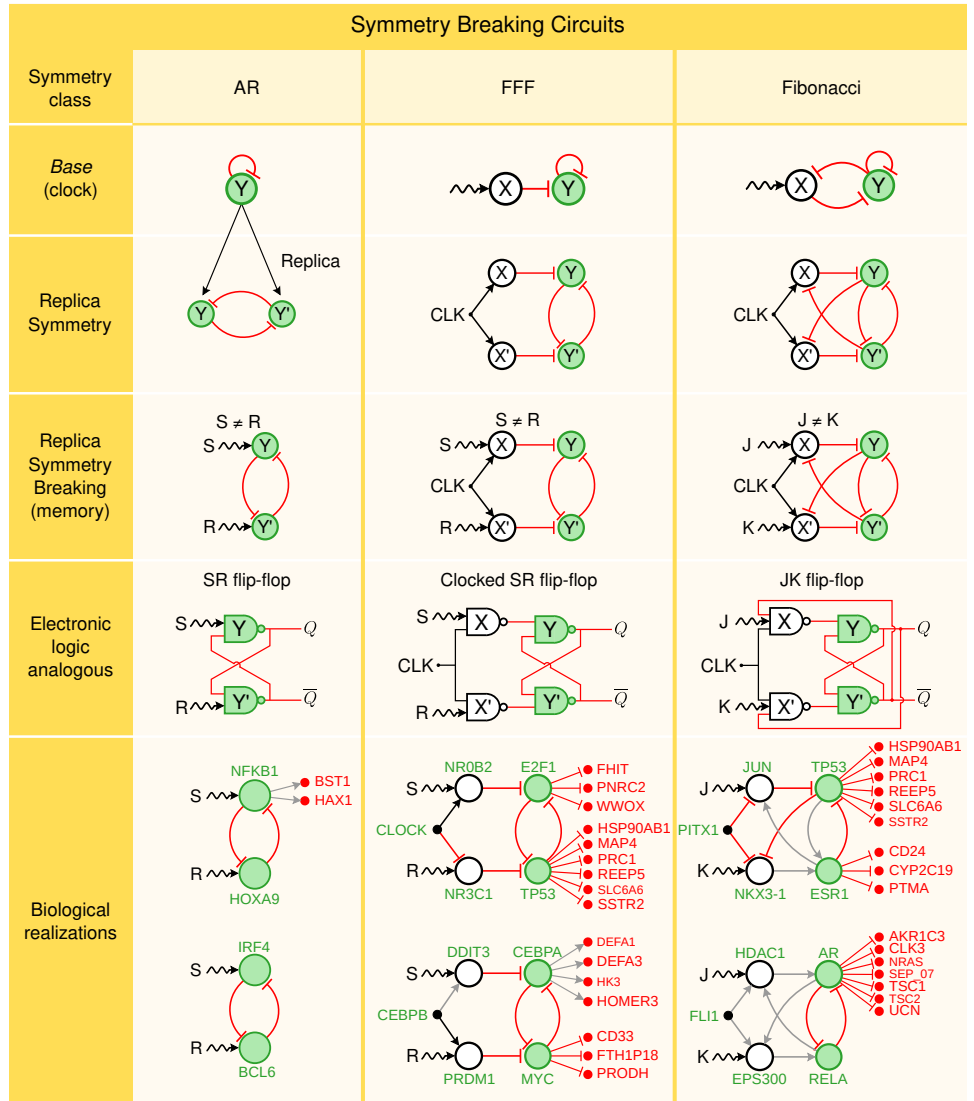 Symmetry Breaking Circuits
Symmetry
class
AR
FFF
Fibonacci
Base
(clock)
Y
X
Y
X
Y
Replica
Replica
Symmetry
Y
Y'
X
Y
CLK
X'
Y'
X
Y
CLK
X'
Y'
Replica
Symmetry
Breaking
(memory)
S ≠ R
S
Y
R
Y'
S ≠ R
S
X
Y
CLK
R
X'
Y'
J ≠ K
J
X
Y
CLK
K
X'
Y'
Electronic
logic
analogous
SR flip-flop
S
Y
Q
R
Y'
Q̅
Clocked SR flip-flop
S
X
Y
Q
CLK
R
X'
Y'
Q̅
JK flip-flop
J
X
Y
Q
CLK
K
X'
Y'
Q̅
Biological
realizations
NFKB1
S
BST1
HAX1
R
HOXA9
NR0B2
E2F1
S
FHIT
PNRC2
WWOX
CLOCK
HSP90AB1
MAP4
PRC1
REEP5
SLC6A6
SSTR2
R
NR3C1
TP53
JUN
TP53
J
HSP90AB1
MAP4
PRC1
REEP5
SLC6A6
SSTR2
PITX1
CD24
CYP2C19
PTMA
K
NKX3-1
ESR1
IRF4
S
R
BCL6
DDIT3
CEBPA
S
DEFA1
DEFA3
HK3
HOMER3
CEBPB
CD33
FTH1P18
PRODH
R
PRDM1
MYC
HDAC1
AR
J
AKR1C3
CLK3
NRAS
SEP_07
TSC1
TSC2
UCN
FLI1
K
EPS300
RELA